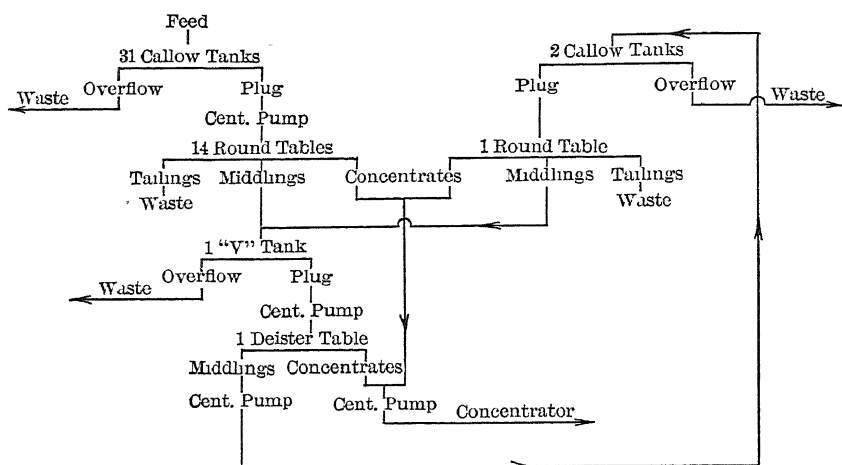 Feed
31 Callow Tanks
2 Callow Tanks
Waste Overflow Plug
Plug Overflow Waste
Cent. Pump
14 Round Tables
1 Round Table
Tailings Middlings Concentrates Middlings Tailings
Waste
Waste
1 "V" Tank
Waste Overflow Plug
Cent. Pump
1 Deister Table
Middlings Concentrates
Cent. Pump Cent. Pump Concentrator